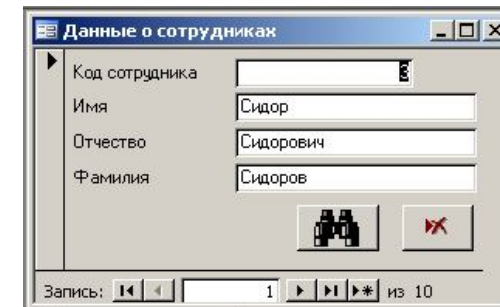 Данные о сотрудниках
Код сотрудника 3
Имя Сидор
Отчество Сидорович
Фамилия Сидоров
Запись: 1 из 10